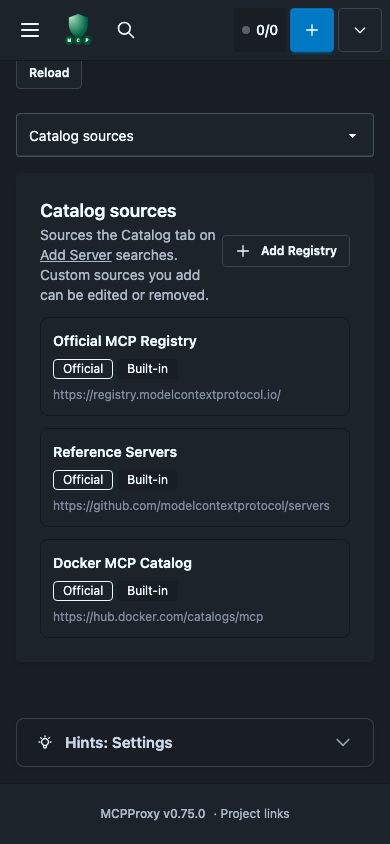 M C P
0/0
Reload
Catalog sources
Catalog sources
Sources the Catalog tab on
Add Server searches.
Custom sources you add
can be edited or removed.
Add Registry
Official MCP Registry
Official Built-in
https://registry.modelcontextprotocol.io/
Reference Servers
Official Built-in
https://github.com/modelcontextprotocol/servers
Docker MCP Catalog
Official Built-in
https://hub.docker.com/catalogs/mcp
Hints: Settings
MCPProxy v0.75.0 · Project links